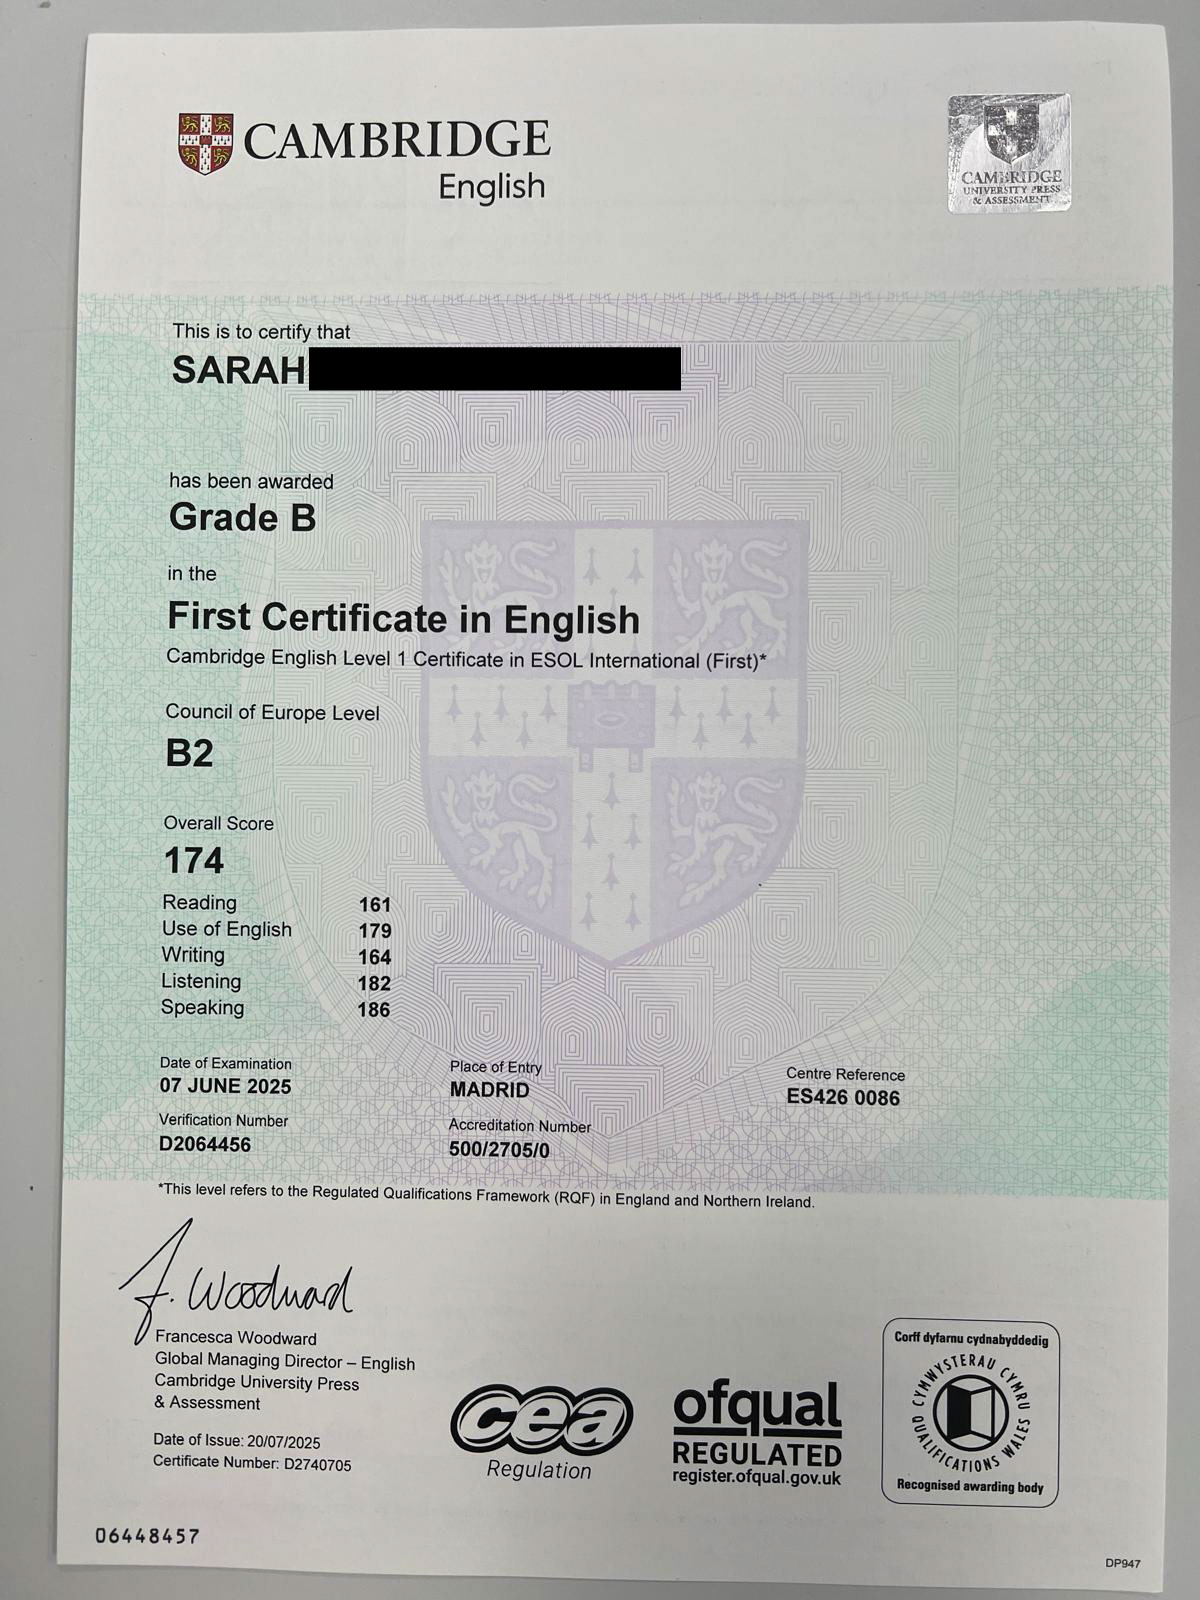 CAMBRIDGE
English
CAMBRIDGE
UNIVERSITY PRESS
& ASSESSMENT
This is to certify that
SARAH
has been awarded
Grade B
in the
First Certificate in English
Cambridge English Level 1 Certificate in ESOL International (First)*
Council of Europe Level
B2
Overall Score
174
Reading 161
Use of English 179
Writing 164
Listening 182
Speaking 186
Date of Examination
07 JUNE 2025
Place of Entry
MADRID
Centre Reference
ES426 0086
Verification Number
D2064456
Accreditation Number
500/2705/0
*This level refers to the Regulated Qualifications Framework (RQF) in England and Northern Ireland.
F. Woodward
Francesca Woodward
Global Managing Director – English
Cambridge University Press
& Assessment
Date of Issue: 20/07/2025
Certificate Number: D2740705
cea
Regulation
ofqual
REGULATED
register.ofqual.gov.uk
Corff dyfarnu cydnabyddedig
CYMWYSTERAU CYMRU
QUALIFICATIONS WALES
Recognised awarding body
06448457
DP947